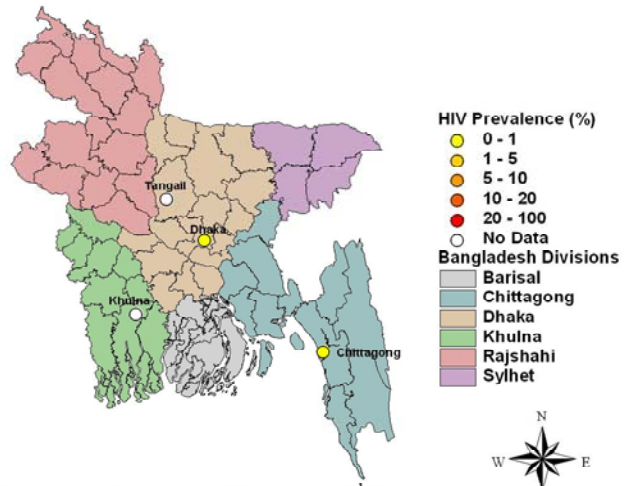 HIV Prevalence (%)
0 - 1
1 - 5
5 - 10
10 - 20
20 - 100
No Data
Bangladesh Divisions
Barisal
Chittagong
Dhaka
Khulna
Rajshahi
Sylhet
Tangail
Dhaka
Khulna
Chittagong
N
W
E